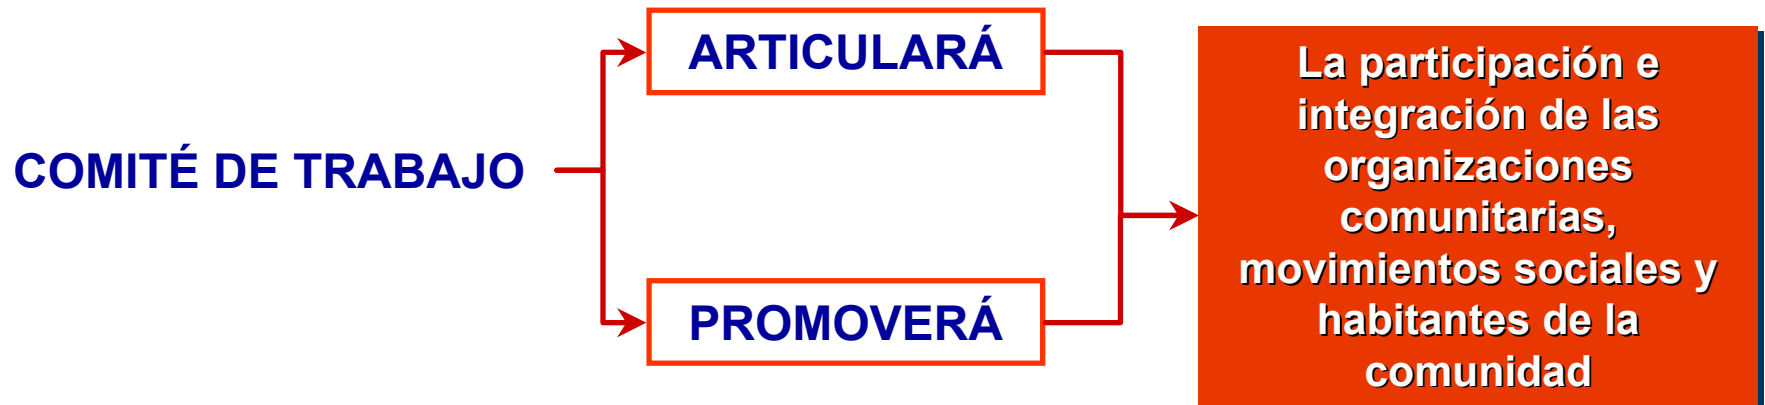 COMITÉ DE TRABAJO
ARTICULARÁ
PROMOVERÁ
La participación e
integración de las
organizaciones
comunitarias,
movimientos sociales y
habitantes de la
comunidad